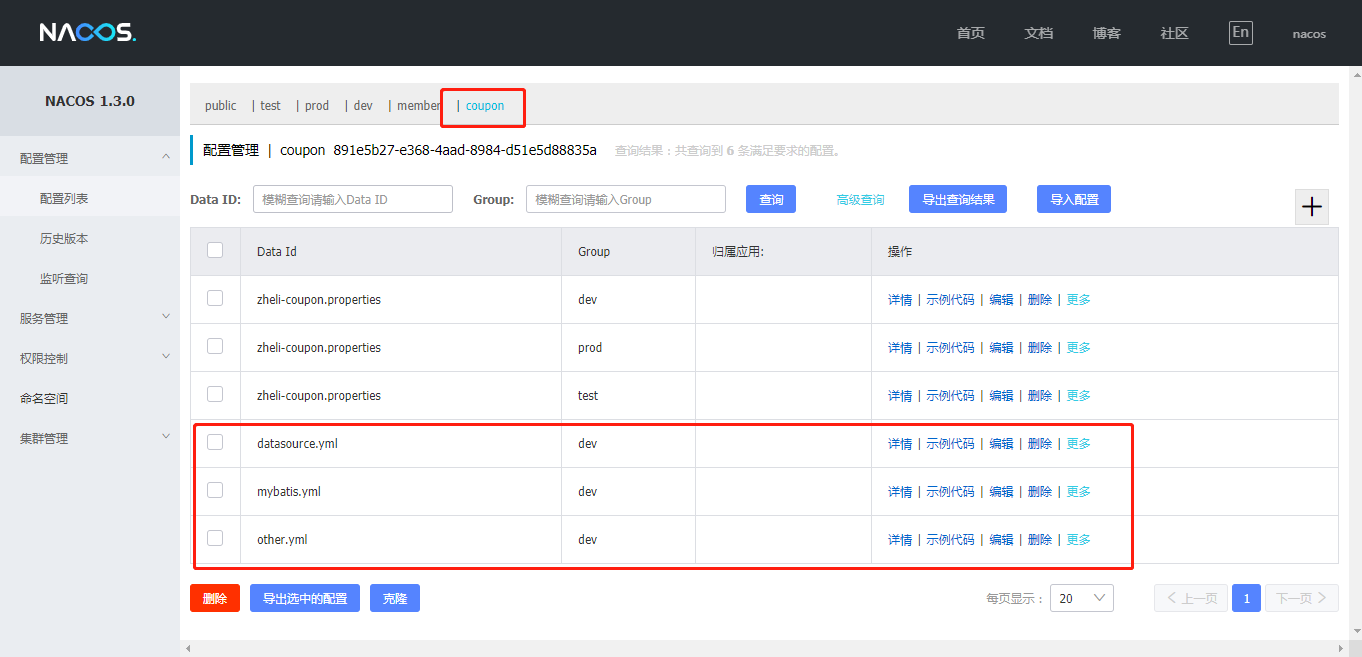 NACOS.
首页 文档 博客 社区 En nacos
NACOS 1.3.0
配置管理
配置列表
历史版本
监听查询
服务管理
权限控制
命名空间
集群管理
public | test | prod | dev | member | coupon
配置管理 | coupon 891e5b27-e368-4aad-8984-d51e5d88835a 查询结果：共查询到 6 条满足要求的配置。
Data ID: 模糊查询请输入Data ID Group: 模糊查询请输入Group 查询 高级查询 导出查询结果 导入配置
Data Id Group 归属应用: 操作
zheli-coupon.properties dev 详情 | 示例代码 | 编辑 | 删除 | 更多
zheli-coupon.properties prod 详情 | 示例代码 | 编辑 | 删除 | 更多
zheli-coupon.properties test 详情 | 示例代码 | 编辑 | 删除 | 更多
datasource.yml dev 详情 | 示例代码 | 编辑 | 删除 | 更多
mybatis.yml dev 详情 | 示例代码 | 编辑 | 删除 | 更多
other.yml dev 详情 | 示例代码 | 编辑 | 删除 | 更多
删除 导出选中的配置 克隆 每页显示： 20 上一页 1 下一页